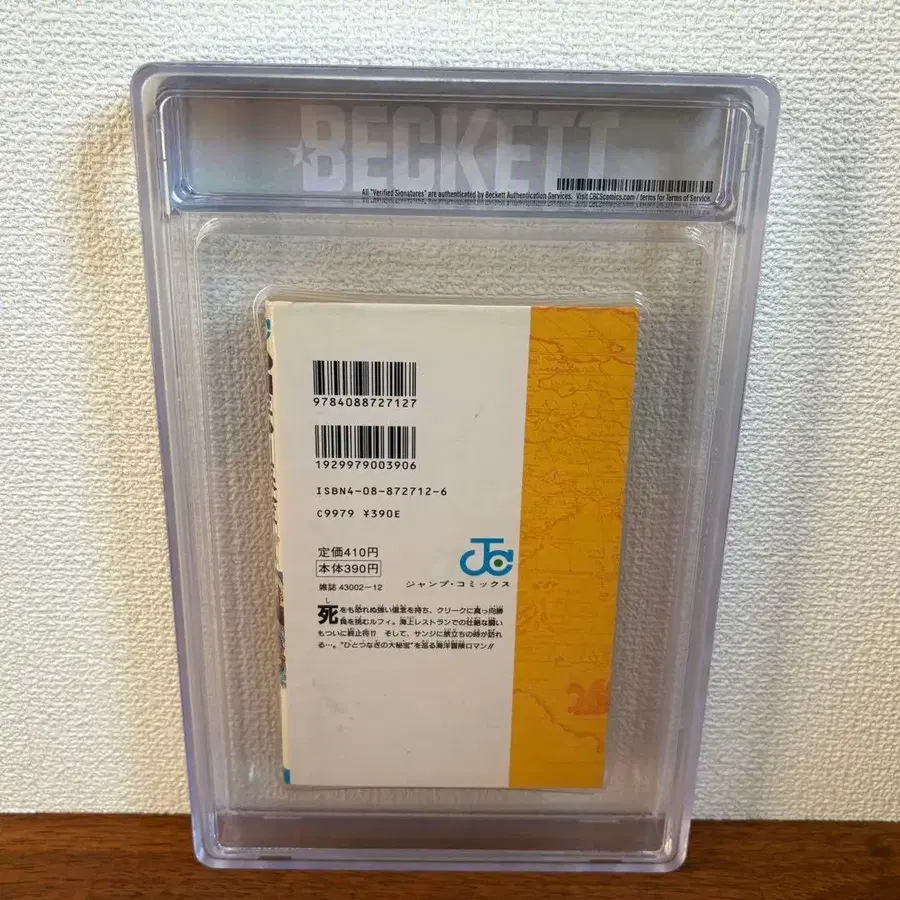 BECKETT
All "Verified Signatures" are authenticated by Beckett Authentication Services. Visit CBCScomics.com / terms for Terms of Service.
9784088727127
1929979003906
ISBN4-08-872712-6
C9979 ¥390E
定価410円
本体390円
雑誌 43002-12
ジャンプ・コミックス
死をも恐れぬ強い信念を持ち、クリークに真っ向勝
負を挑むルフィ。海上レストランでの壮絶な闘い
もついに終止符!? そして、サンジに旅立ちの時が訪れ
る…。"ひとつなぎの大秘宝"を巡る海洋冒険ロマン!!